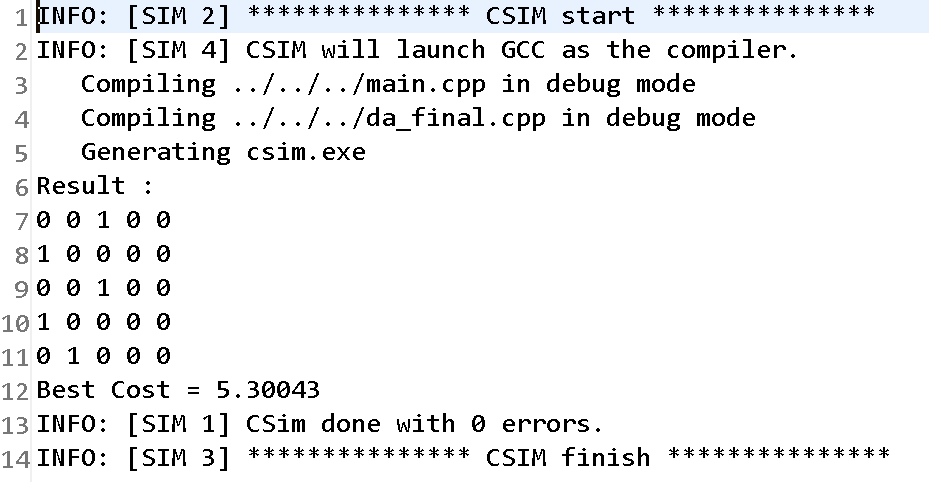 1 INFO: [SIM 2] *************** CSIM start ***************
2 INFO: [SIM 4] CSIM will launch GCC as the compiler.
3    Compiling ../../../main.cpp in debug mode
4    Compiling ../../../da_final.cpp in debug mode
5    Generating csim.exe
6 Result :
7 0 0 1 0 0
8 1 0 0 0 0
9 0 0 1 0 0
10 1 0 0 0 0
11 0 1 0 0 0
12 Best Cost = 5.30043
13 INFO: [SIM 1] CSim done with 0 errors.
14 INFO: [SIM 3] *************** CSIM finish ***************